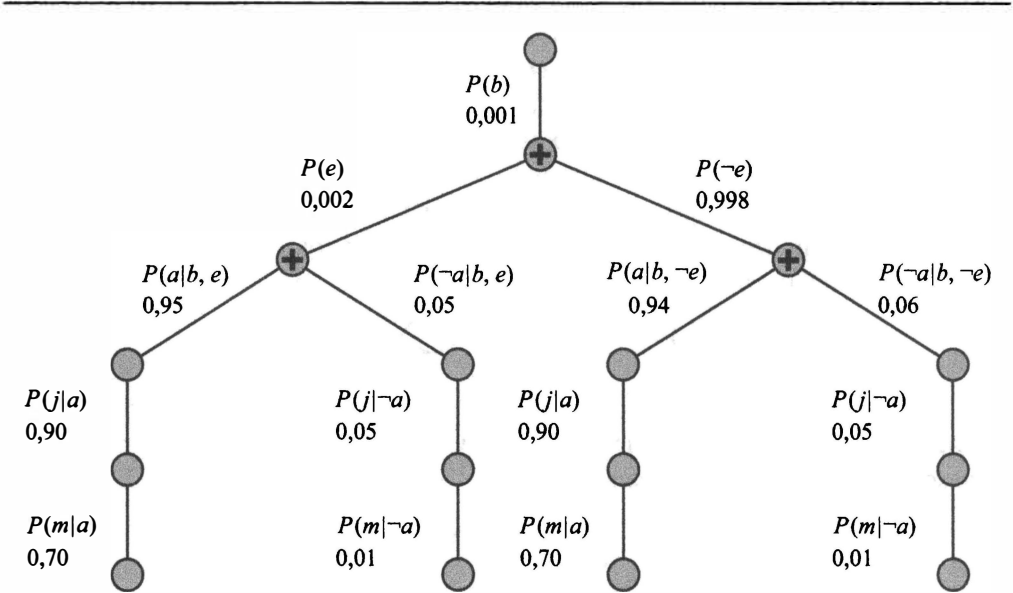 P(b)
0,001
P(e)
0,002
P(¬e)
0,998
P(a|b, e)
0,95
P(¬a|b, e)
0,05
P(a|b, ¬e)
0,94
P(¬a|b, ¬e)
0,06
P(j|a)
0,90
P(j|¬a)
0,05
P(j|a)
0,90
P(j|¬a)
0,05
P(m|a)
0,70
P(m|¬a)
0,01
P(m|a)
0,70
P(m|¬a)
0,01